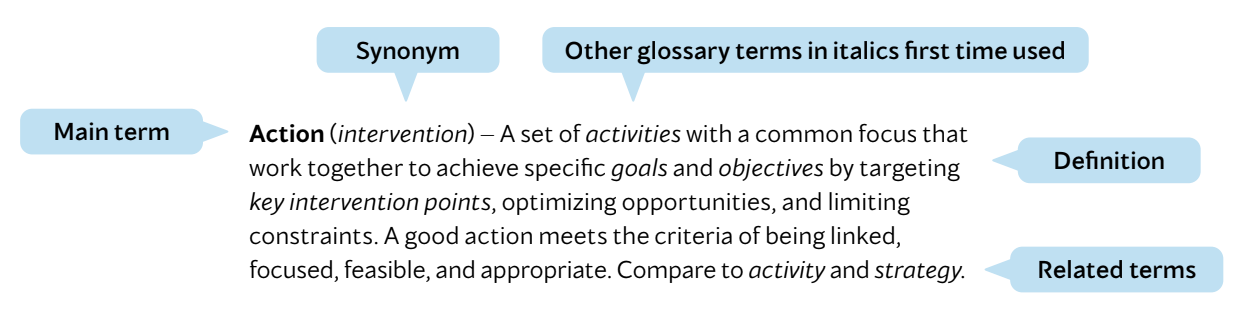 Synonym
Other glossary terms in italics first time used
Main term
Action (intervention) – A set of activities with a common focus that
work together to achieve specific goals and objectives by targeting
key intervention points, optimizing opportunities, and limiting
constraints. A good action meets the criteria of being linked,
focused, feasible, and appropriate. Compare to activity and strategy.
Definition
Related terms